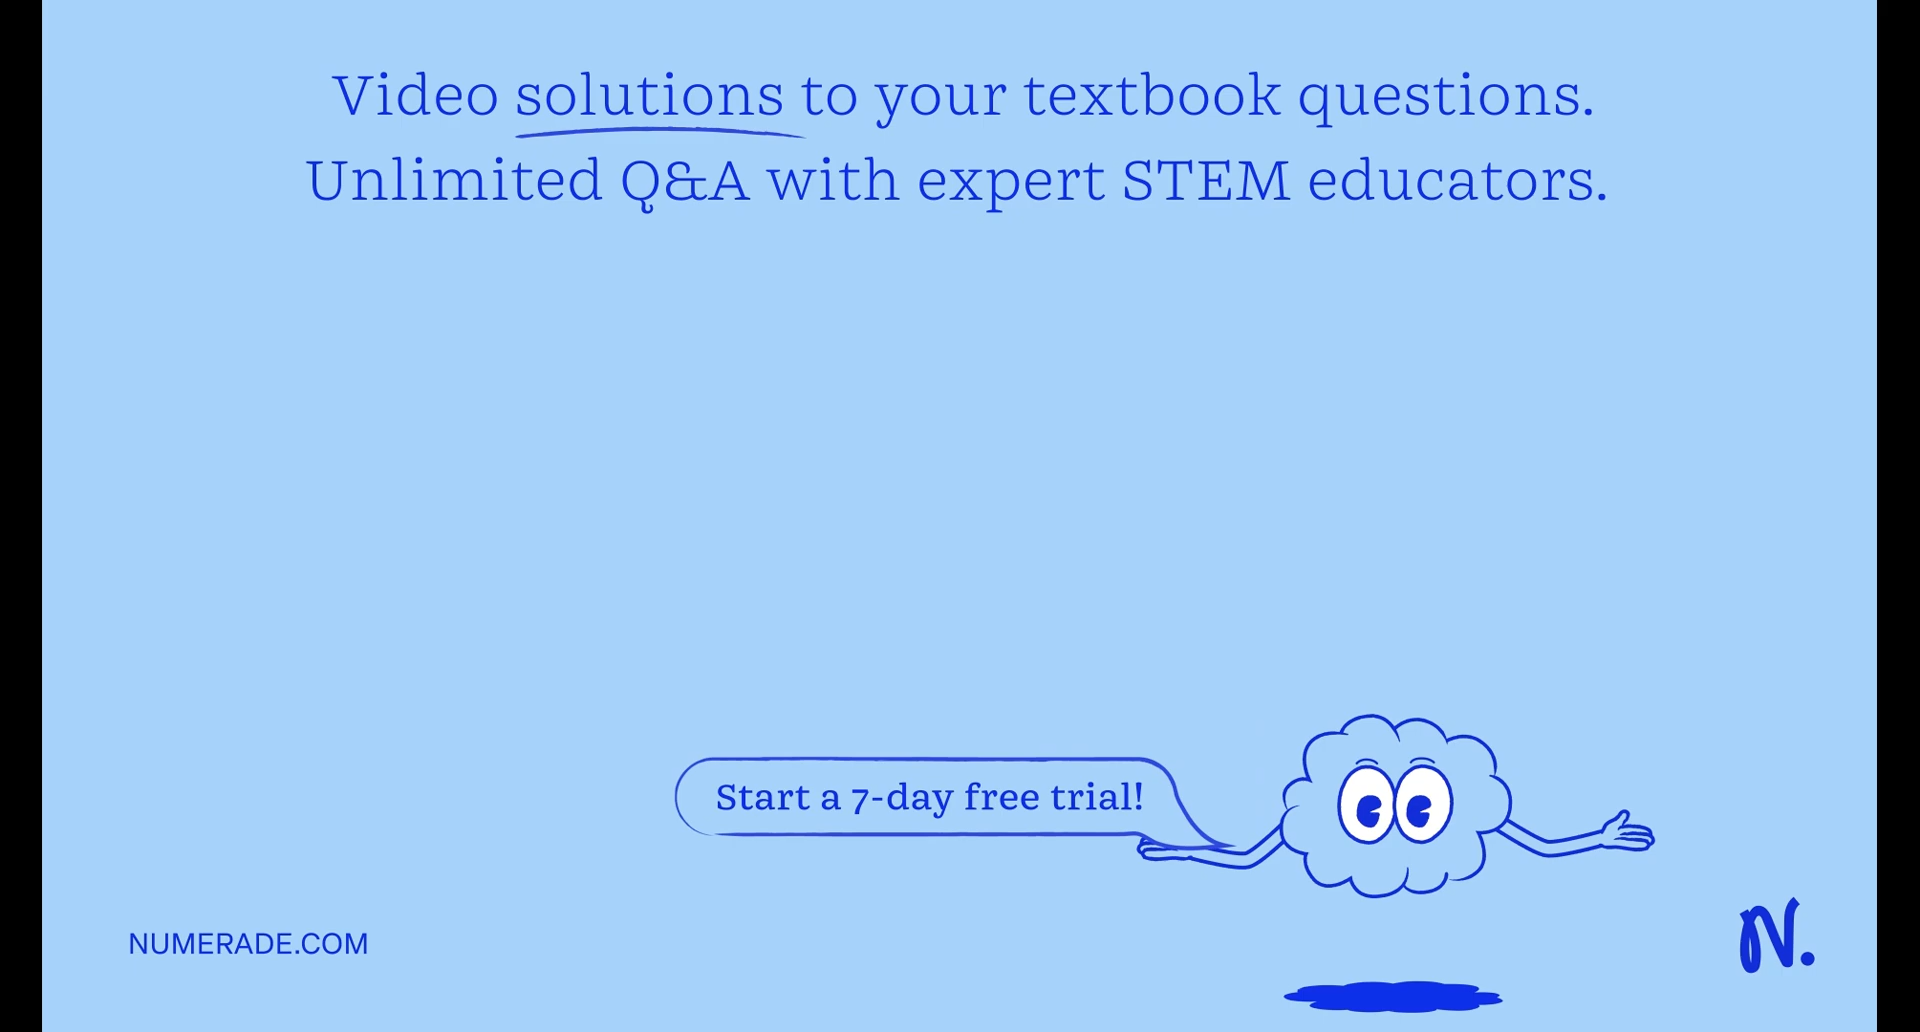 Video solutions to your textbook questions.
Unlimited Q&A with expert STEM educators.
Start a 7-day free trial!
NUMERADE.COM
N.